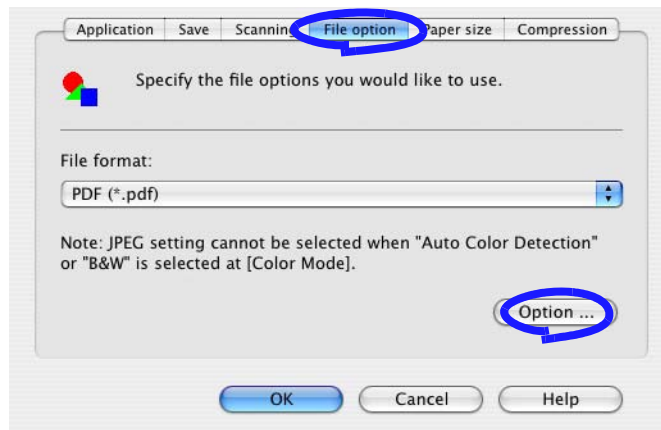 Application Save Scanning File option Paper size Compression
Specify the file options you would like to use.
File format:
PDF (*.pdf)
Note: JPEG setting cannot be selected when "Auto Color Detection"
or "B&W" is selected at [Color Mode].
Option ...
OK Cancel Help